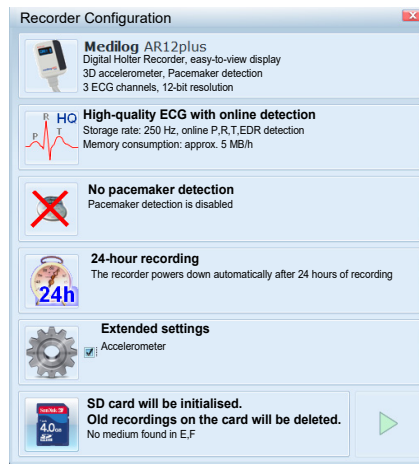 Recorder Configuration
Medilog AR12plus
Digital Holter Recorder, easy-to-view display
3D accelerometer, Pacemaker detection
3 ECG channels, 12-bit resolution
R HQ
P T
High-quality ECG with online detection
Storage rate: 250 Hz, online P,R,T,EDR detection
Memory consumption: approx. 5 MB/h
No pacemaker detection
Pacemaker detection is disabled
24h
24-hour recording
The recorder powers down automatically after 24 hours of recording
Extended settings
Accelerometer
SanDisk
4.0GB
SD card will be initialised.
Old recordings on the card will be deleted.
No medium found in E,F